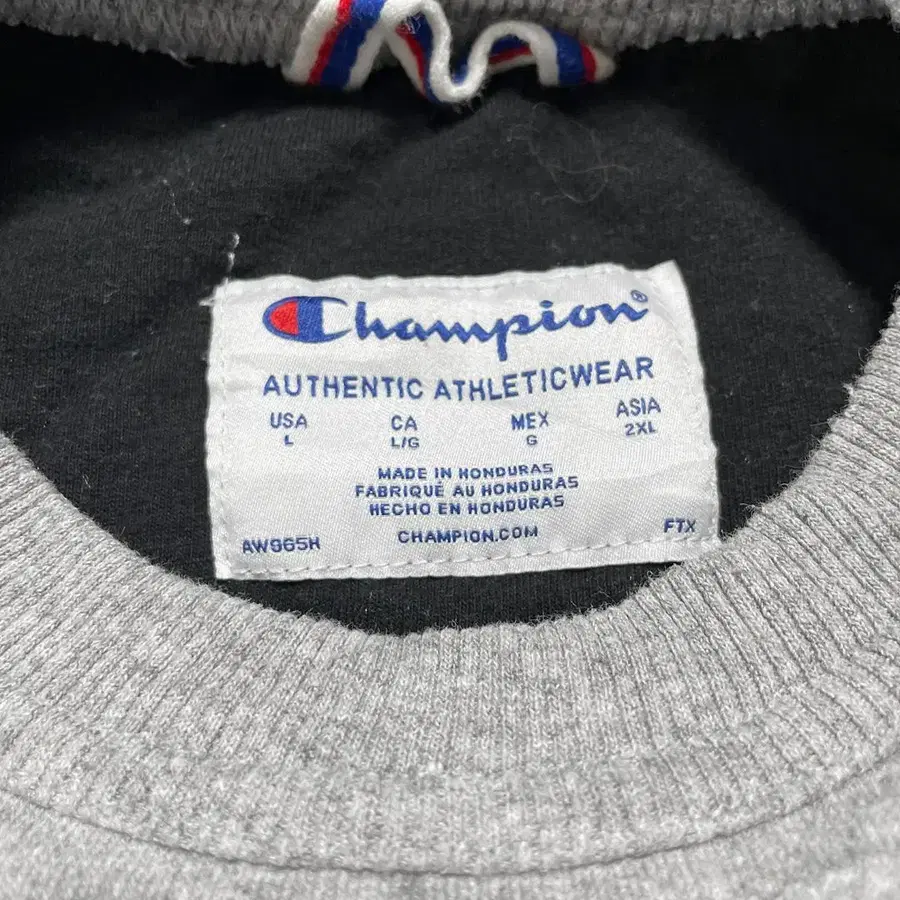 Champion®
AUTHENTIC ATHLETICWEAR
USA CA MEX ASIA
L L/G G 2XL
MADE IN HONDURAS
FABRIQUÉ AU HONDURAS
HECHO EN HONDURAS
AW965H CHAMPION.COM FTX